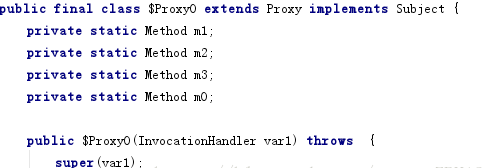 public final class $Proxy0 extends Proxy implements Subject {
private static Method m1;
private static Method m2;
private static Method m3;
private static Method m0;
public $Proxy0(InvocationHandler var1) throws  {
super(var1);